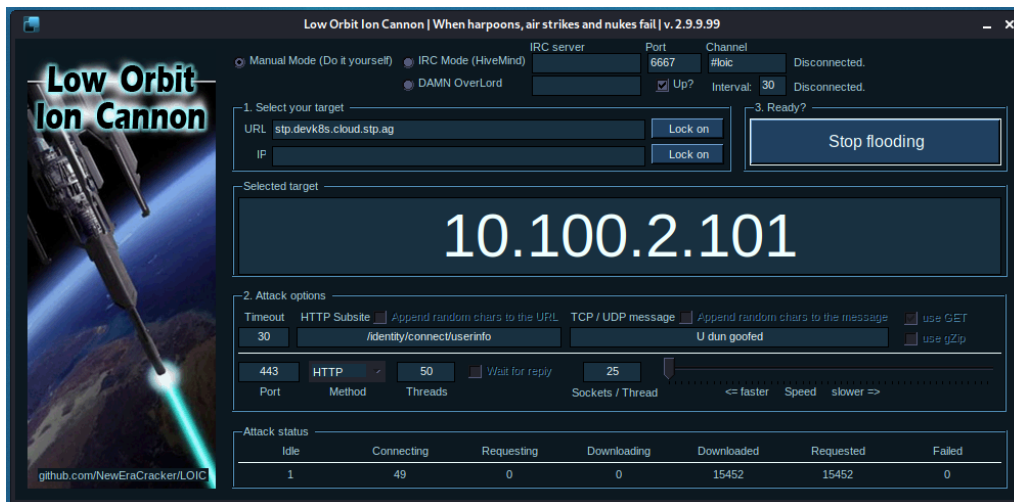 Low Orbit Ion Cannon | When harpoons, air strikes and nukes fail | v. 2.9.9.99
Low Orbit
Ion Cannon
github.com/NewEraCracker/LOIC
IRC server Port Channel
Manual Mode (Do it yourself) IRC Mode (HiveMind) 6667 #loic Disconnected.
DAMN OverLord Up? Interval: 30 Disconnected.
1. Select your target
URL stp.devk8s.cloud.stp.ag Lock on
IP Lock on
3. Ready?
Stop flooding
Selected target
10.100.2.101
2. Attack options
Timeout HTTP Subsite Append random chars to the URL TCP / UDP message Append random chars to the message use GET
30 /identity/connect/userinfo U dun goofed use gZip
443 HTTP 50 Wait for reply 25
Port Method Threads Sockets / Thread <= faster Speed slower =>
Attack status
Idle Connecting Requesting Downloading Downloaded Requested Failed
1 49 0 0 15452 15452 0